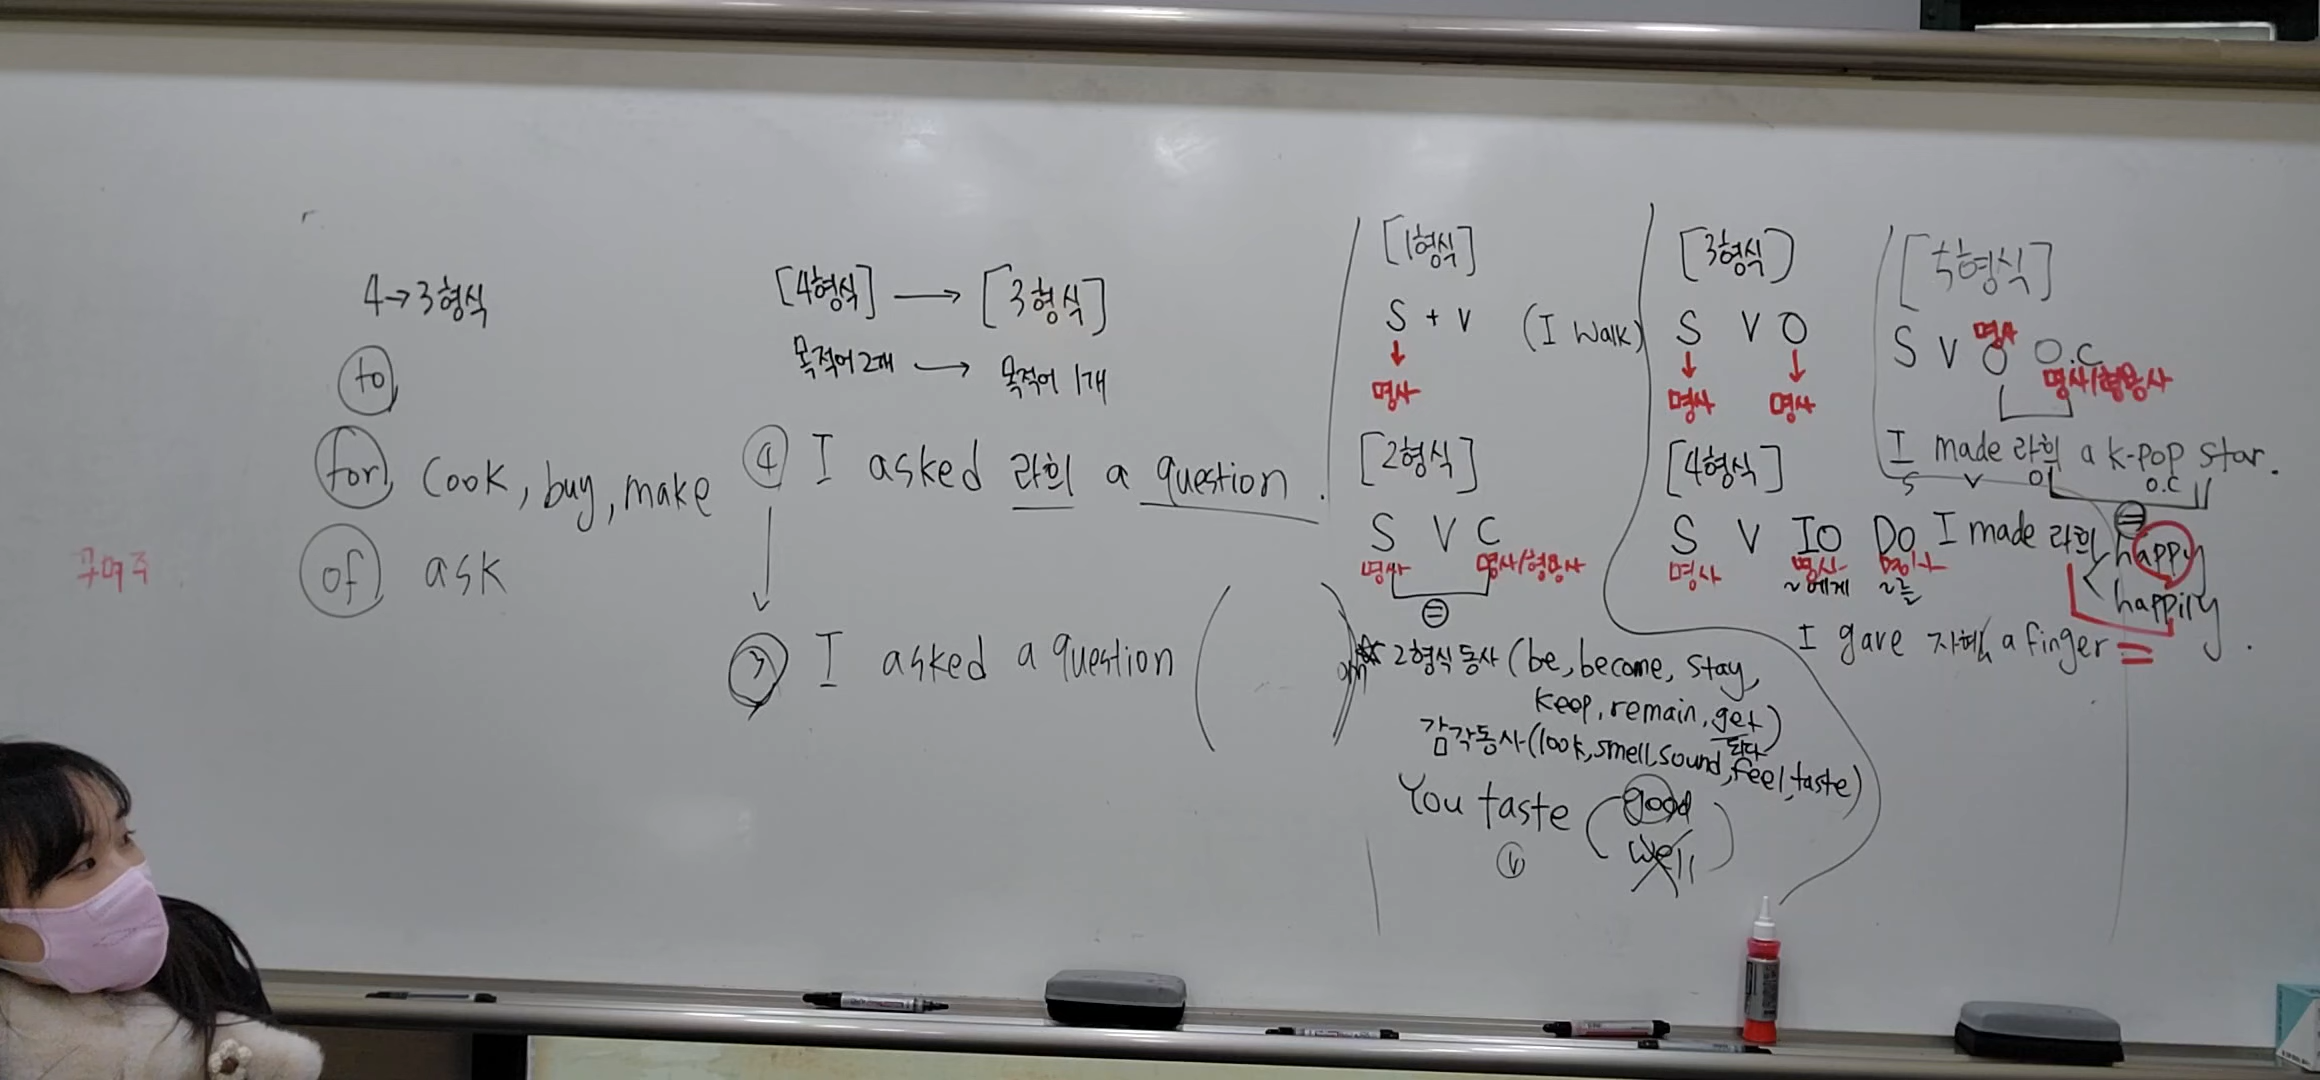 4→3형식
to
for cook, buy, make
of ask
[4형식] → [3형식]
목적어 2개 → 목적어 1개
④ I asked 라희 a question.
③ I asked a question ( )
[1형식]
S + V (I walk)
명사
[2형식]
S V C
명사 명사/형용사
=
☆ 2형식 동사 (be, become, stay,
keep, remain, get)
되다
감각동사 (look, smell, sound, feel, taste)
You taste (good
well)
[3형식]
S V O
명사 명사
[4형식]
S V IO DO
명사 명사 명사
~에게 ~을
I gave 자혜 a finger
[5형식]
S V O O.C
명사 명사/형용사
I made 라희 a k-pop star.
S V O O.C
=
I made 라희 happy
happily.